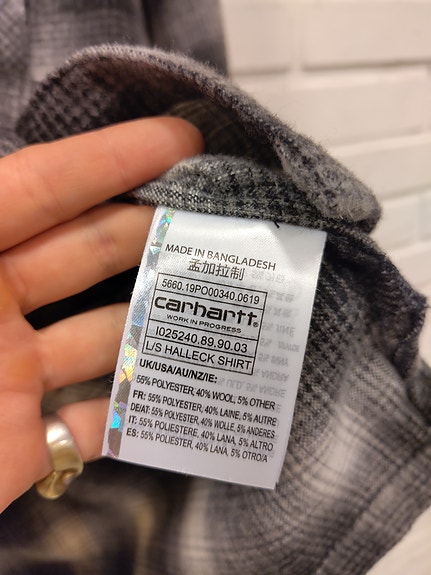 MADE IN BANGLADESH
孟加拉制
5660.19PO00340.0619
carhartt®
WORK IN PROGRESS
I025240.89.90.03
L/S HALLECK SHIRT
UK/USA/AU/NZ/IE:
55% POLYESTER, 40% WOOL, 5% OTHER
FR: 55% POLYESTER, 40% LAINE, 5% AUTRE
DE/AT: 55% POLYESTER, 40% WOLLE, 5% ANDERES
IT: 55% POLIESTERE, 40% LANA, 5% ALTRO
ES: 55% POLIESTER, 40% LANA, 5% OTRO/A